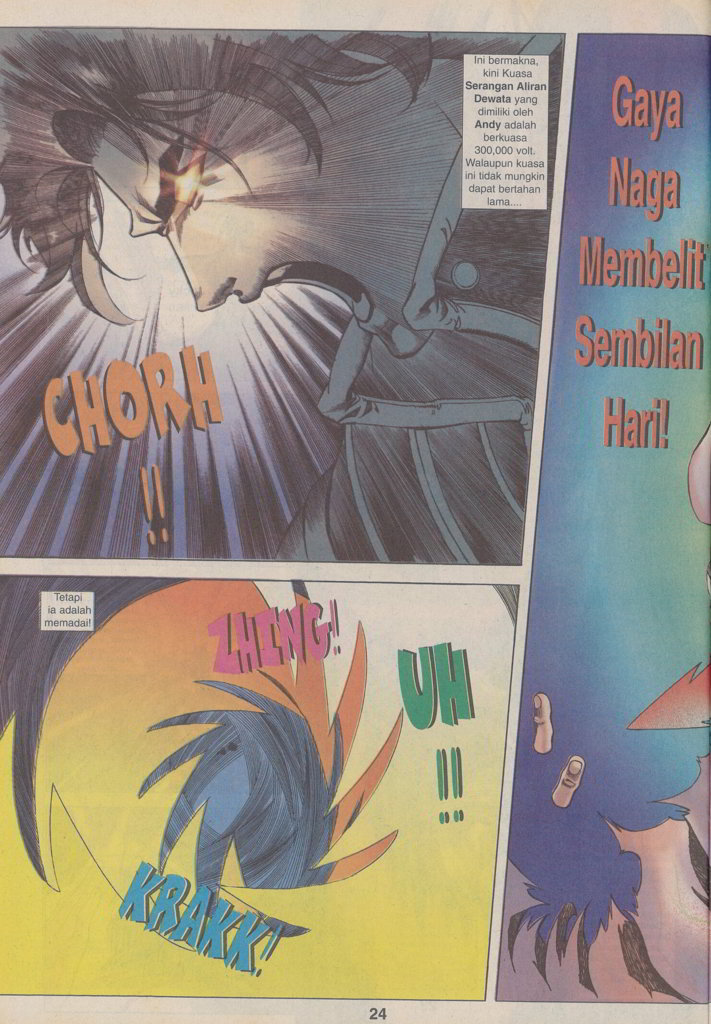 Ini bermakna,
kini Kuasa
Serangan Aliran
Dewata yang
dimiliki oleh
Andy adalah
berkuasa
300,000 volt.
Walaupun kuasa
ini tidak mungkin
dapat bertahan
lama....
CHORH
!!
Gaya
Naga
Membelit
Sembilan
Hari!
Tetapi
ia adalah
memadai!
ZHING!
UH
!!
KRAKK!
24